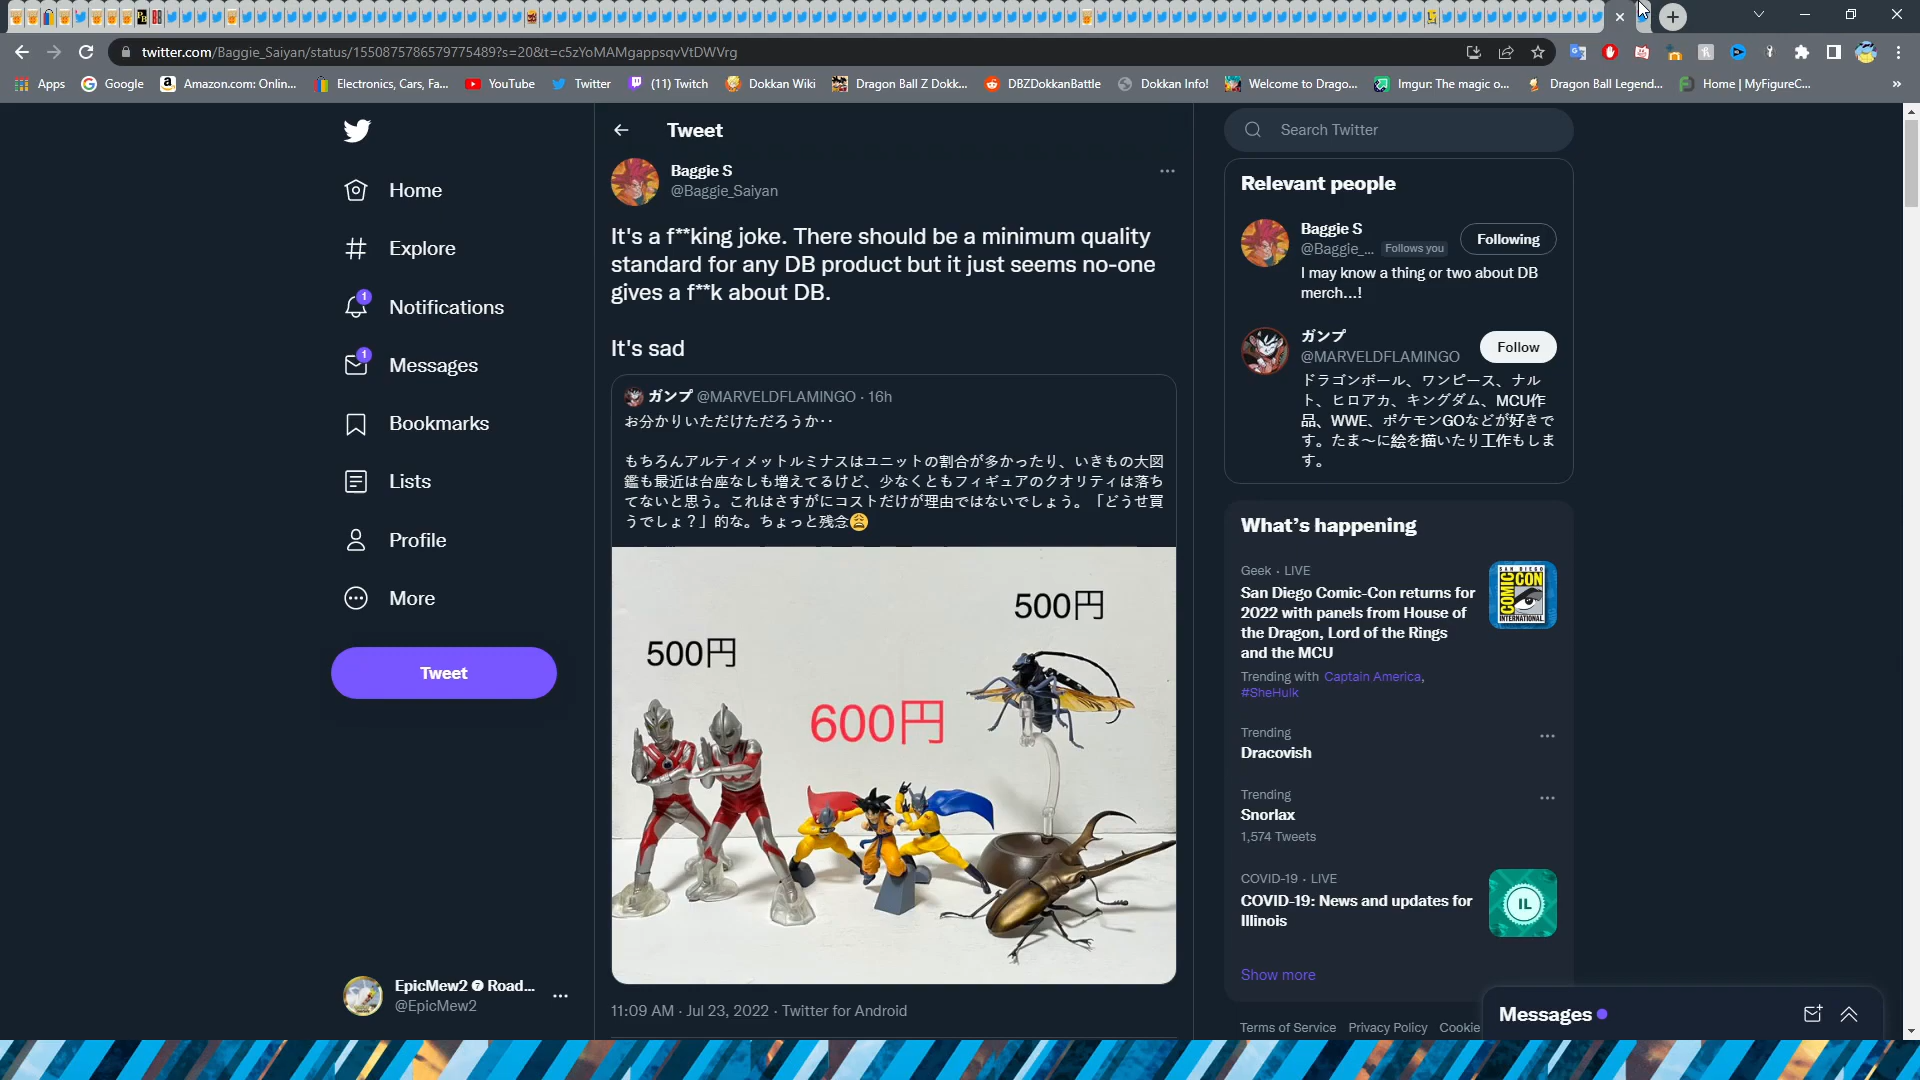 twitter.com/Baggie_Saiyan/status/1550875786579775489?s=20&t=c5zYoMAMgappsqvVtDWVrg
Apps
Google
Amazon.com: Onlin...
Electronics, Cars, Fa...
YouTube
Twitter
(11) Twitch
Dokkan Wiki
Dragon Ball Z Dokk...
DBZDokkanBattle
Dokkan Info!
Welcome to Drago...
Imgur: The magic o...
Dragon Ball Legend...
Home | MyFigureC...
Home
Explore
1
Notifications
1
Messages
Bookmarks
Lists
Profile
More
Tweet
EpicMew2 ❼ Road...
@EpicMew2
Tweet
Baggie S
@Baggie_Saiyan
It's a f**king joke. There should be a minimum quality
standard for any DB product but it just seems no-one
gives a f**k about DB.
It's sad
ガンプ @MARVELDFLAMINGO · 16h
お分かりいただけただろうか‥
もちろんアルティメットルミナスはユニットの割合が多かったり、いきもの大図
鑑も最近は台座なしも増えてるけど、少なくともフィギュアのクオリティは落ち
てないと思う。これはさすがにコストだけが理由ではないでしょう。「どうせ買
うでしょ？」的な。ちょっと残念😩
500円
500円
600円
11:09 AM · Jul 23, 2022 · Twitter for Android
Search Twitter
Relevant people
Baggie S
@Baggie_... Follows you
Following
I may know a thing or two about DB
merch...!
ガンプ
@MARVELDFLAMINGO
Follow
ドラゴンボール、ワンピース、ナル
ト、ヒロアカ、キングダム、MCU作
品、WWE、ポケモンGOなどが好きで
す。たま〜に絵を描いたり工作もしま
す。
What's happening
Geek · LIVE
San Diego Comic-Con returns for
2022 with panels from House of
the Dragon, Lord of the Rings
and the MCU
Trending with Captain America,
#SheHulk
SAN DIEGO
COMIC CON
INTERNATIONAL
Trending
Dracovish
Trending
Snorlax
1,574 Tweets
COVID-19 · LIVE
COVID-19: News and updates for
Illinois
IL
Show more
Terms of Service Privacy Policy Cookie
Messages